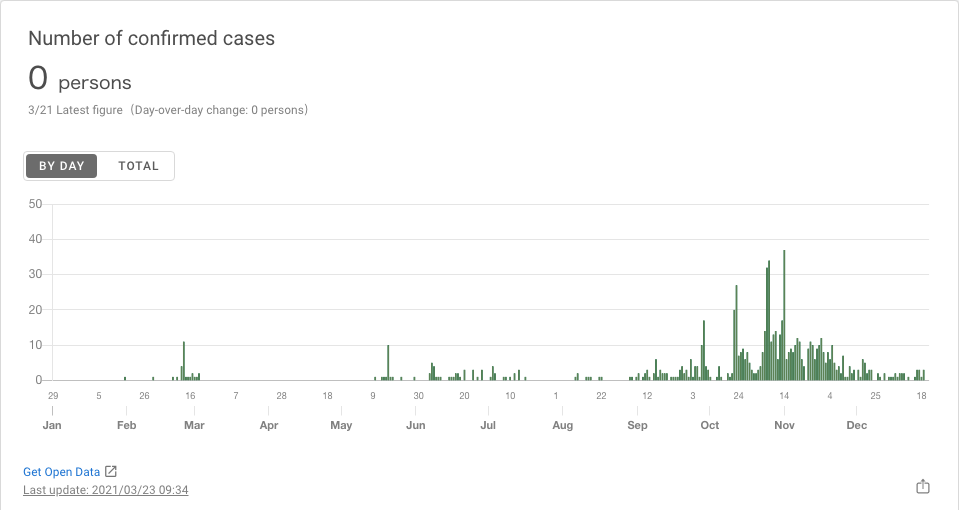 Number of confirmed cases
0 persons
3/21 Latest figure（Day-over-day change: 0 persons）
BY DAY TOTAL
50
40
30
20
10
0
29 5 26 16 7 28 18 9 30 20 10 1 22 12 3 24 14 4 25 18
Jan Feb Mar Apr May Jun Jul Aug Sep Oct Nov Dec
Get Open Data
Last update: 2021/03/23 09:34